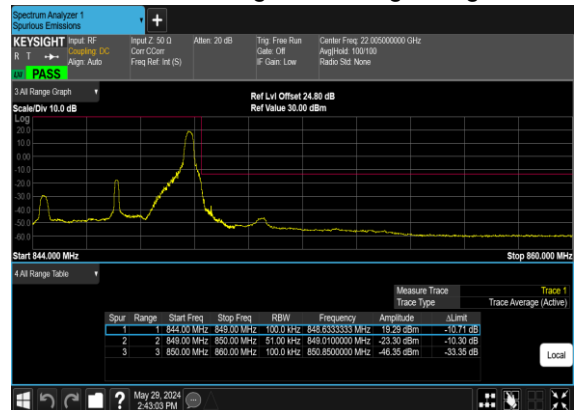 Spectrum Analyzer 1
Spurious Emissions
KEYSIGHT Input: RF Input Z: 50 Ω Atten: 20 dB Trig: Free Run Center Freq: 22.005000000 GHz
R T Coupling: DC Corr CCorr Gate: Off Avg|Hold: 100/100
Align: Auto Freq Ref: Int (S) IF Gain: Low Radio Std: None
PASS
3 All Range Graph
Ref Lvl Offset 24.80 dB
Scale/Div 10.0 dB Ref Value 30.00 dBm
Log
20.0
10.0
0.00
-10.0
-20.0
-30.0
-40.0
-50.0
-60.0
Start 844.000 MHz Stop 860.000 MHz
4 All Range Table
Measure Trace Trace 1
Trace Type Trace Average (Active)
Spur Range Start Freq Stop Freq RBW Frequency Amplitude ΔLimit
1 1 844.00 MHz 849.00 MHz 100.0 kHz 848.6333333 MHz 19.29 dBm -10.71 dB
2 2 849.00 MHz 850.00 MHz 51.00 kHz 849.0100000 MHz -23.30 dBm -10.30 dB
3 3 850.00 MHz 860.00 MHz 100.0 kHz 850.8500000 MHz -46.35 dBm -33.35 dB
Local
? May 29, 2024
2:43:03 PM